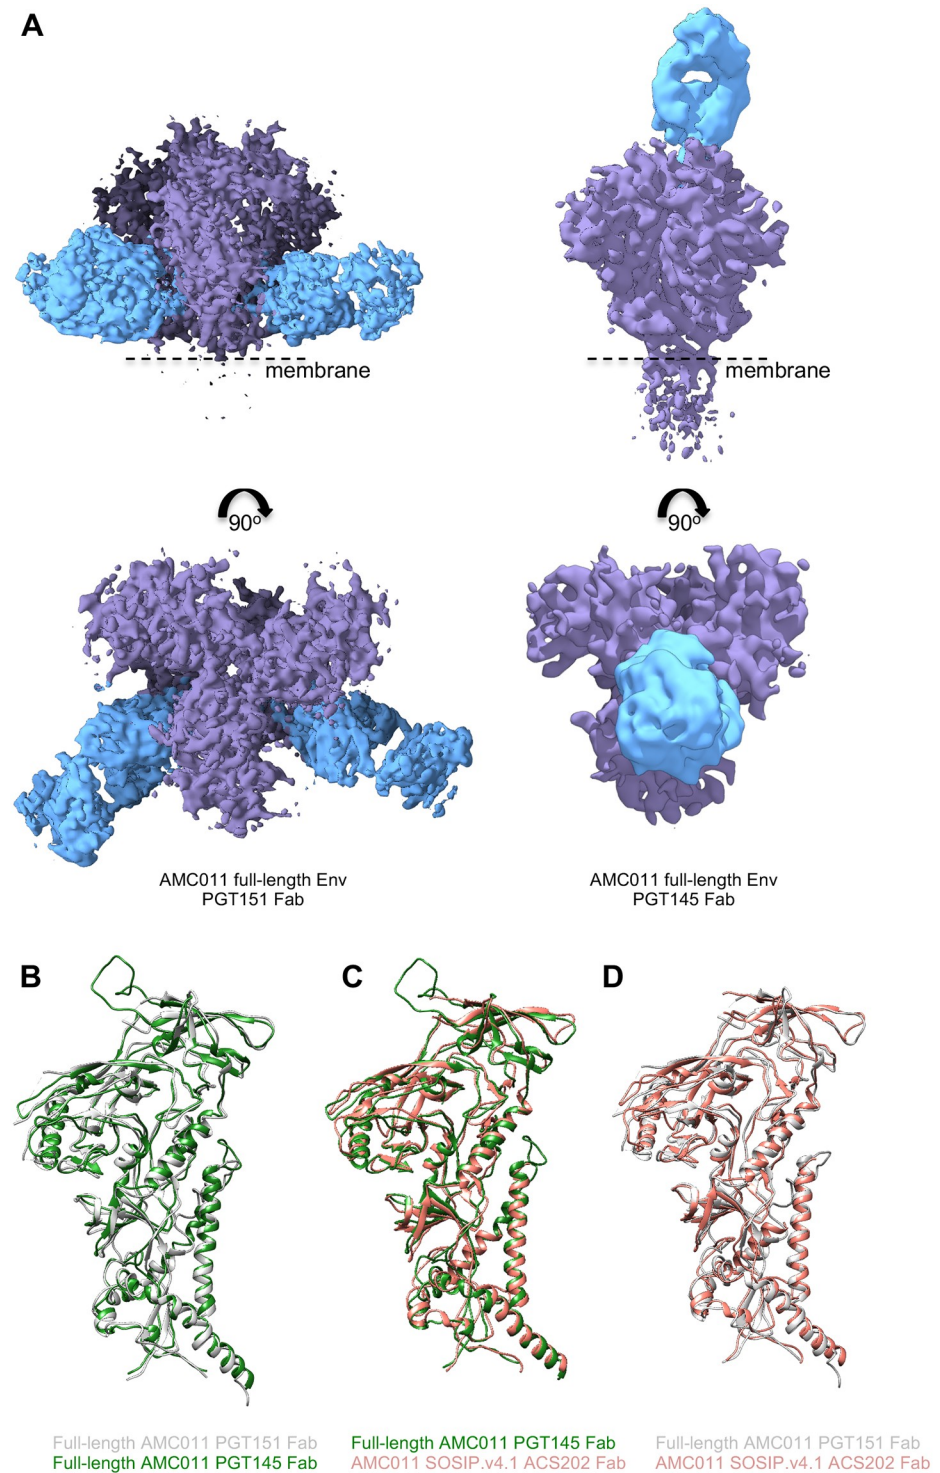 A
membrane
membrane
90º
90º
AMC011 full-length Env
PGT151 Fab
AMC011 full-length Env
PGT145 Fab
B
C
D
Full-length AMC011 PGT151 Fab
Full-length AMC011 PGT145 Fab
Full-length AMC011 PGT145 Fab
AMC011 SOSIP.v4.1 ACS202 Fab
Full-length AMC011 PGT151 Fab
AMC011 SOSIP.v4.1 ACS202 Fab